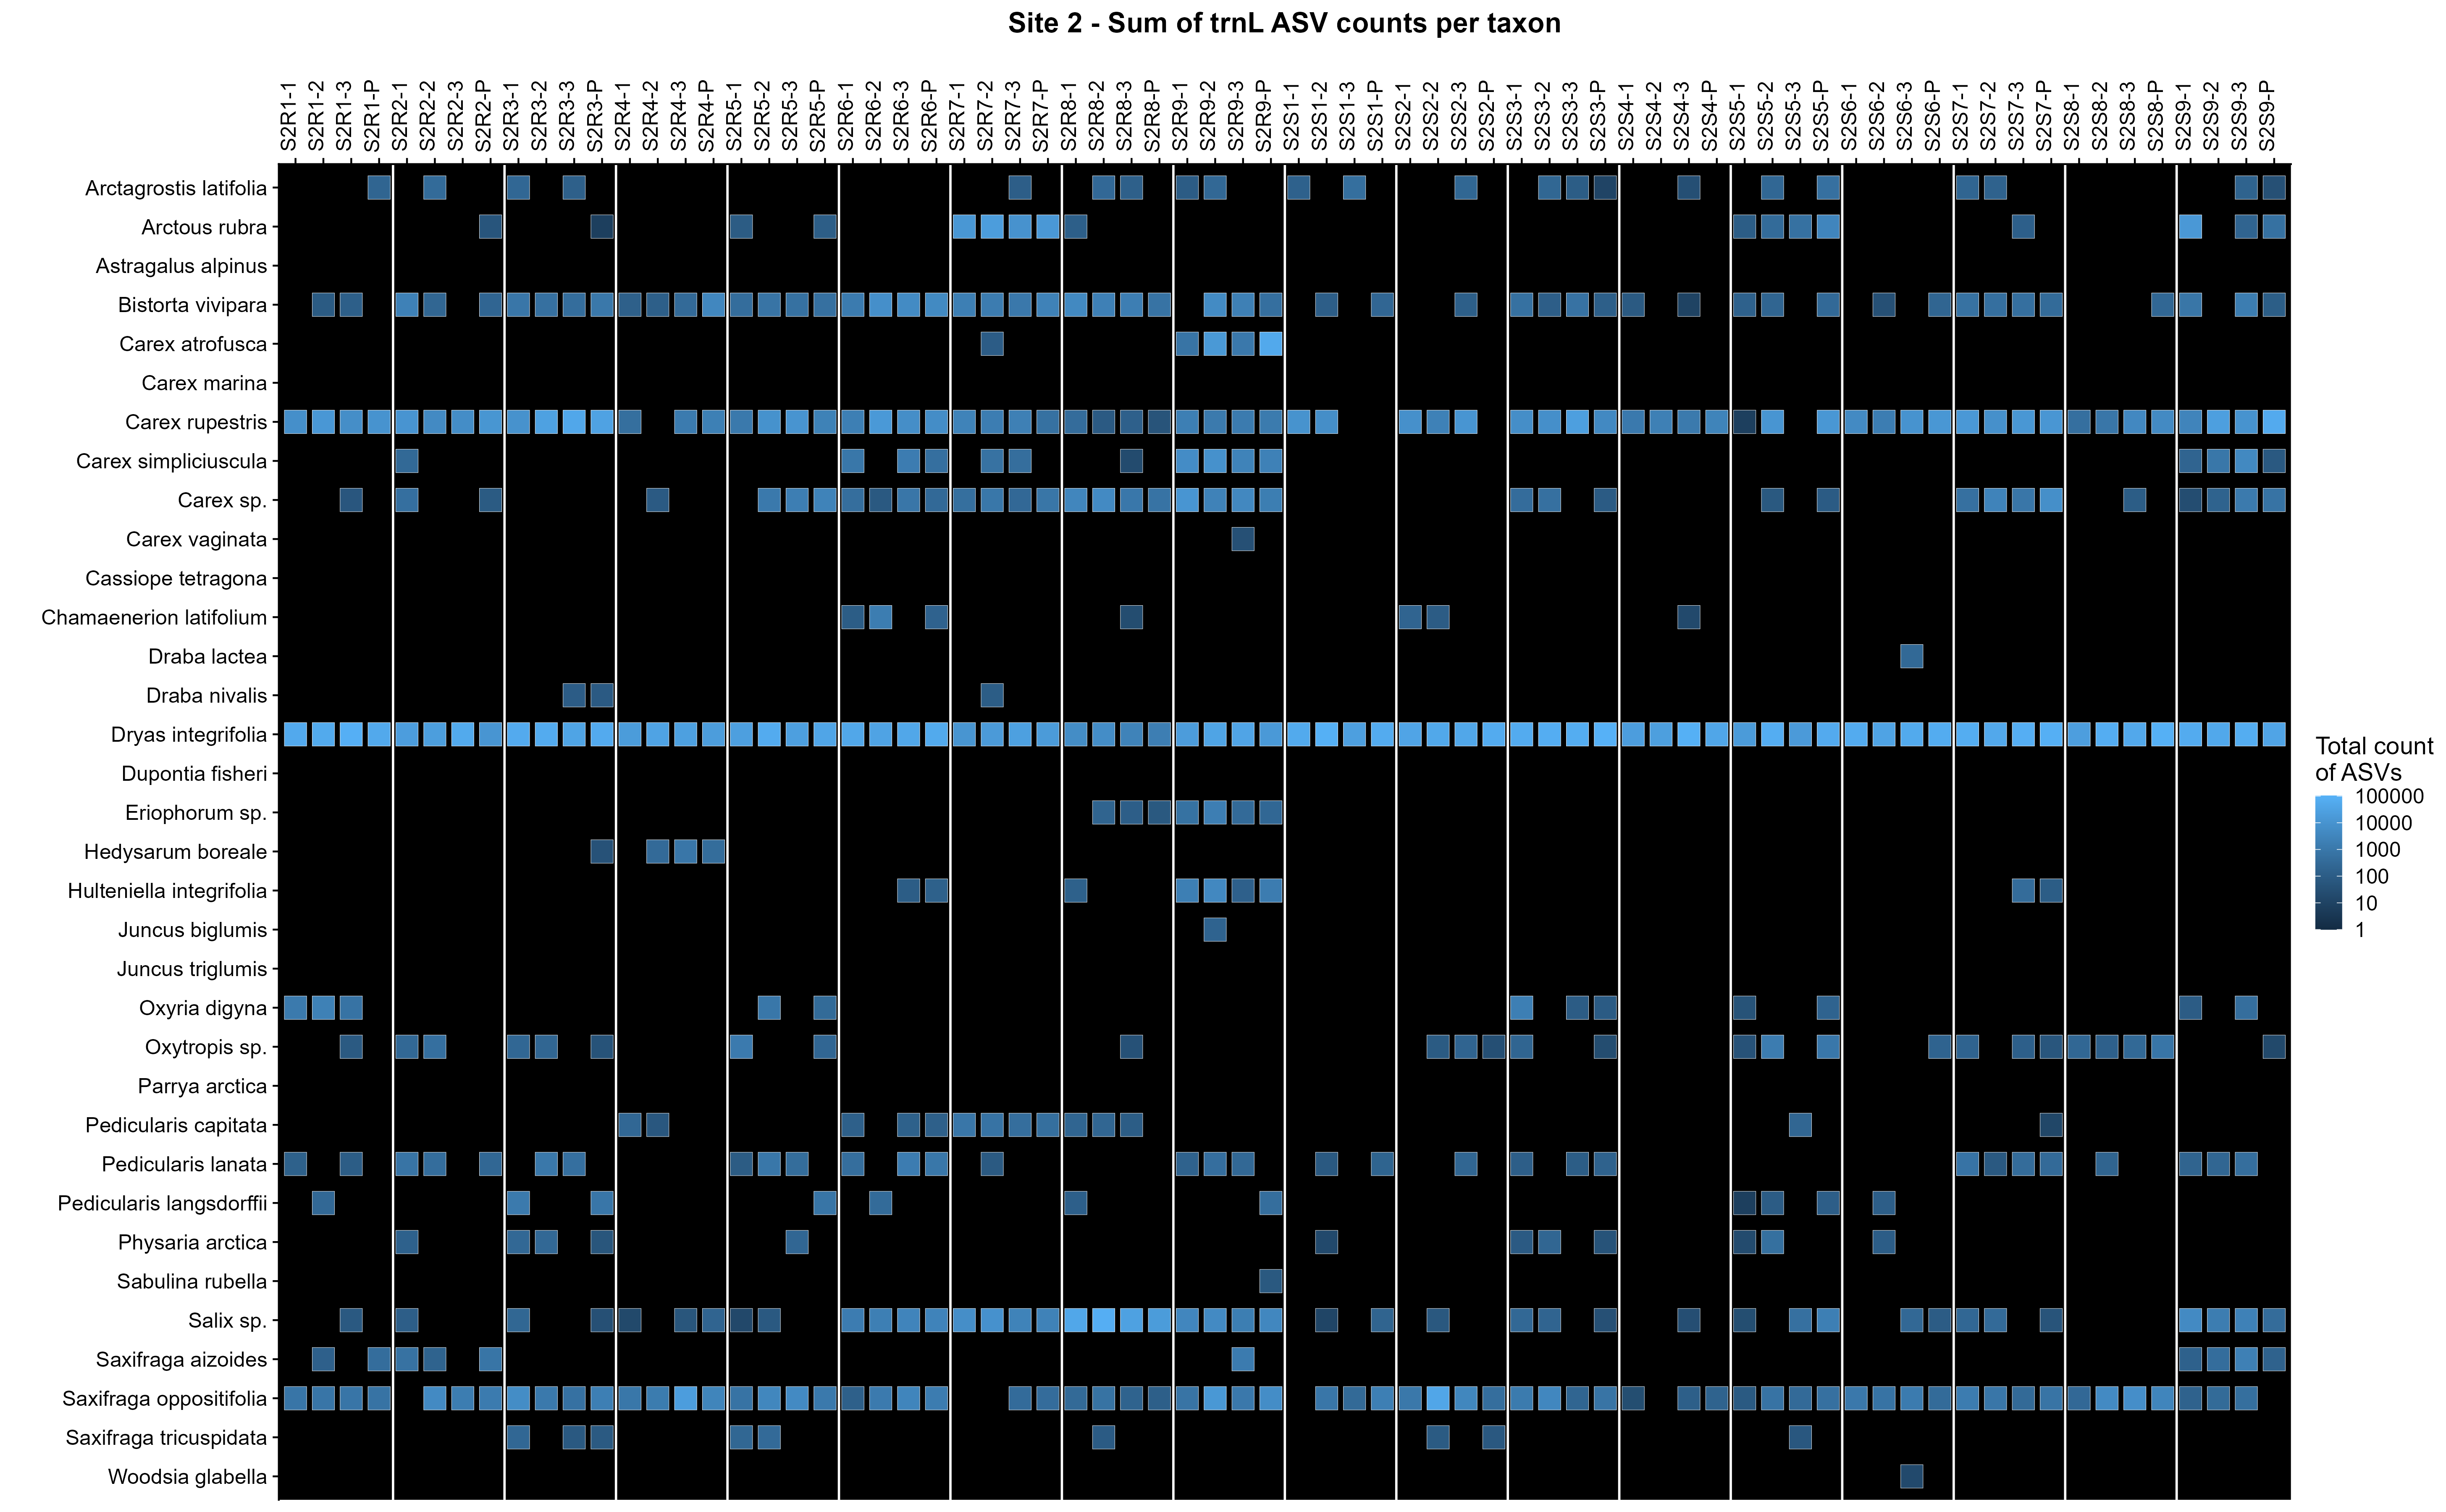 Site 2 - Sum of trnL ASV counts per taxon
S2R1-1
S2R1-2
S2R1-3
S2R1-P
S2R2-1
S2R2-2
S2R2-3
S2R2-P
S2R3-1
S2R3-2
S2R3-3
S2R3-P
S2R4-1
S2R4-2
S2R4-3
S2R4-P
S2R5-1
S2R5-2
S2R5-3
S2R5-P
S2R6-1
S2R6-2
S2R6-3
S2R6-P
S2R7-1
S2R7-2
S2R7-3
S2R7-P
S2R8-1
S2R8-2
S2R8-3
S2R8-P
S2R9-1
S2R9-2
S2R9-3
S2R9-P
S2S1-1
S2S1-2
S2S1-3
S2S1-P
S2S2-1
S2S2-2
S2S2-3
S2S2-P
S2S3-1
S2S3-2
S2S3-3
S2S3-P
S2S4-1
S2S4-2
S2S4-3
S2S4-P
S2S5-1
S2S5-2
S2S5-3
S2S5-P
S2S6-1
S2S6-2
S2S6-3
S2S6-P
S2S7-1
S2S7-2
S2S7-3
S2S7-P
S2S8-1
S2S8-2
S2S8-3
S2S8-P
S2S9-1
S2S9-2
S2S9-3
S2S9-P
Arctagrostis latifolia
Arctous rubra
Astragalus alpinus
Bistorta vivipara
Carex atrofusca
Carex marina
Carex rupestris
Carex simpliciuscula
Carex sp.
Carex vaginata
Cassiope tetragona
Chamaenerion latifolium
Draba lactea
Draba nivalis
Dryas integrifolia
Dupontia fisheri
Eriophorum sp.
Hedysarum boreale
Hulteniella integrifolia
Juncus biglumis
Juncus triglumis
Oxyria digyna
Oxytropis sp.
Parrya arctica
Pedicularis capitata
Pedicularis lanata
Pedicularis langsdorffii
Physaria arctica
Sabulina rubella
Salix sp.
Saxifraga aizoides
Saxifraga oppositifolia
Saxifraga tricuspidata
Woodsia glabella
Total count
of ASVs
100000
10000
1000
100
10
1